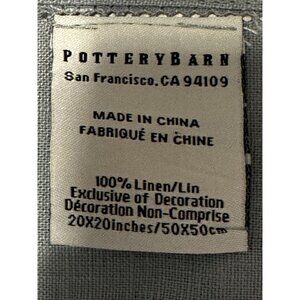 POTTERYBARN
San Francisco, CA 94109
MADE IN CHINA
FABRIQUÉ EN CHINE
100% Linen/Lin
Exclusive of Decoration
Décoration Non-Comprise
20X20inches/50X50cm